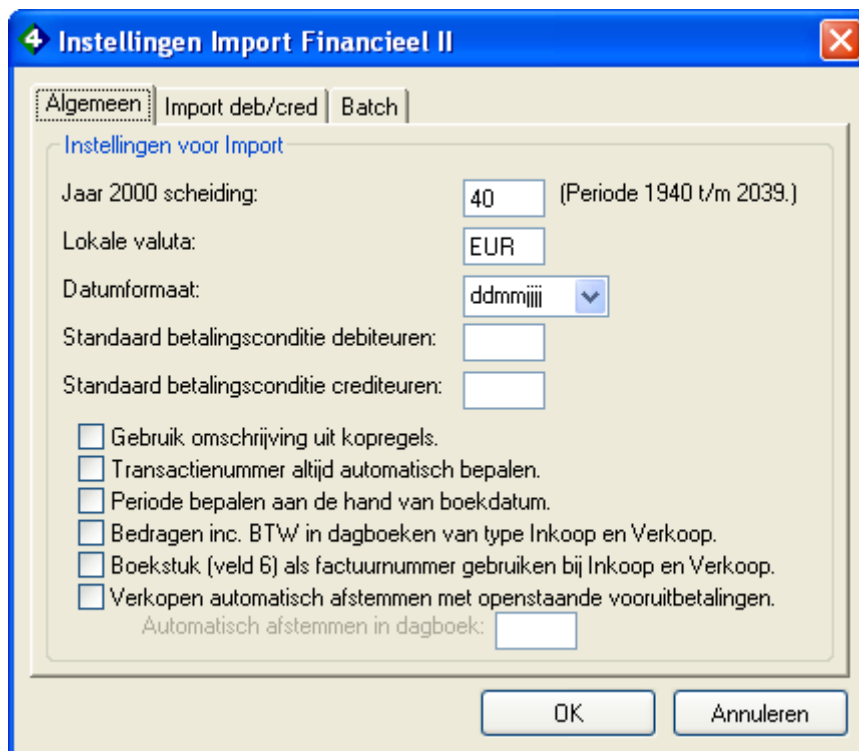 4 Instellingen Import Financieel II
Algemeen Import deb/cred Batch
Instellingen voor Import
Jaar 2000 scheiding: 40 (Periode 1940 t/m 2039.)
Lokale valuta: EUR
Datumformaat: ddmmjjjj
Standaard betalingsconditie debiteuren:
Standaard betalingsconditie crediteuren:
Gebruik omschrijving uit kopregels.
Transactienummer altijd automatisch bepalen.
Periode bepalen aan de hand van boekdatum.
Bedragen inc. BTW in dagboeken van type Inkoop en Verkoop.
Boekstuk (veld 6) als factuurnummer gebruiken bij Inkoop en Verkoop.
Verkopen automatisch afstemmen met openstaande vooruitbetalingen.
Automatisch afstemmen in dagboek:
OK Annuleren